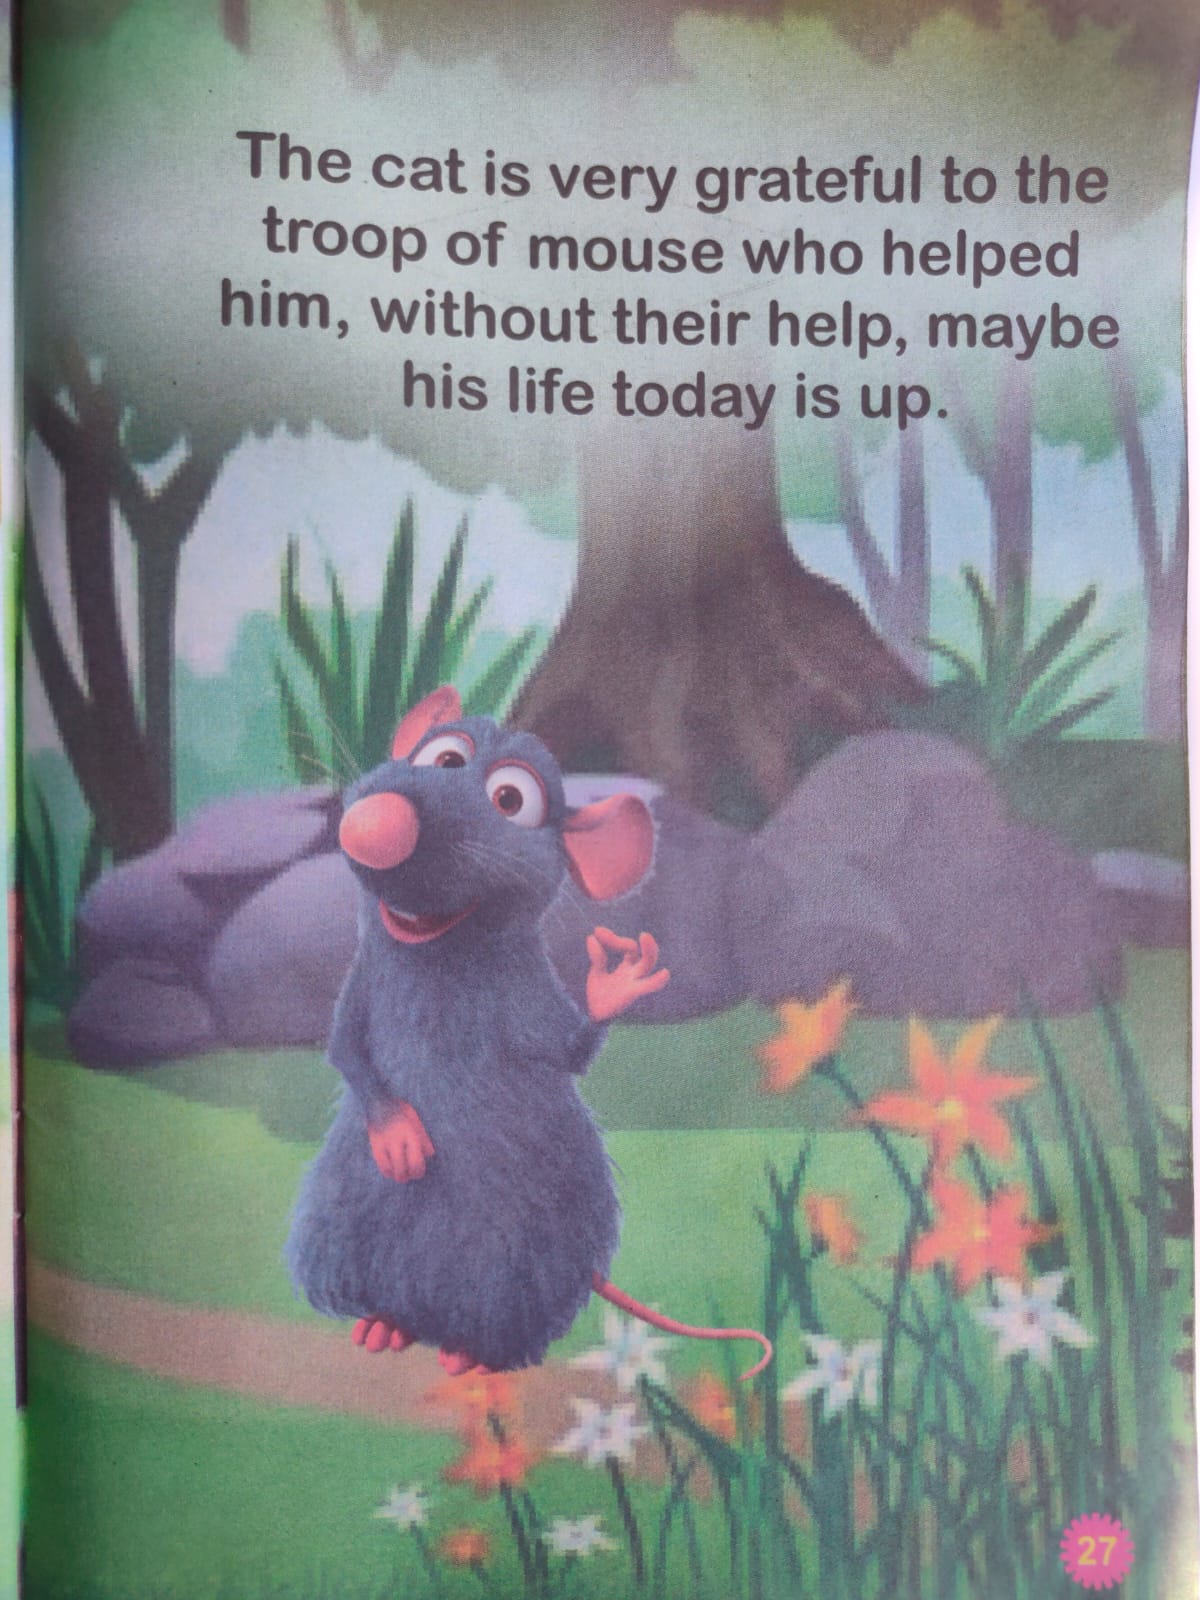 The cat is very grateful to the
troop of mouse who helped
him, without their help, maybe
his life today is up.
27